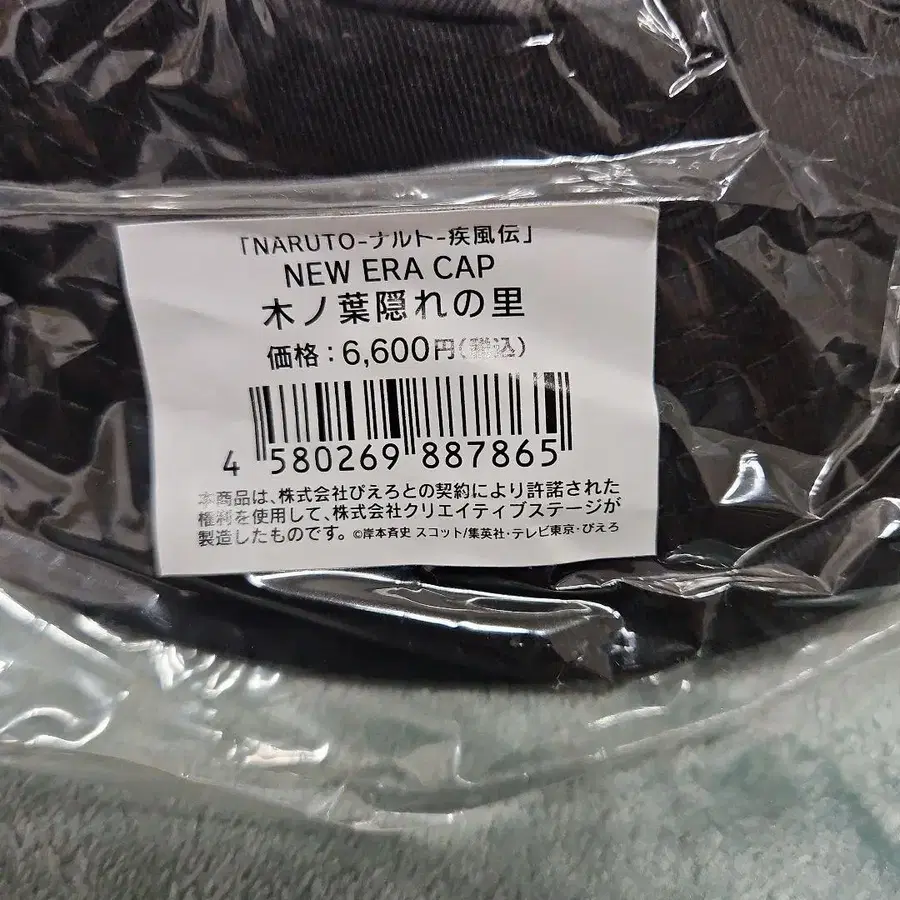 「NARUTO-ナルト-疾風伝」
NEW ERA CAP
木ノ葉隠れの里
価格：6,600円(税込)
4 580269 887865
本商品は、株式会社ぴえろとの契約により許諾された
権利を使用して、株式会社クリエイティブステージが
製造したものです。©岸本斉史 スコット/集英社・テレビ東京・ぴえろ